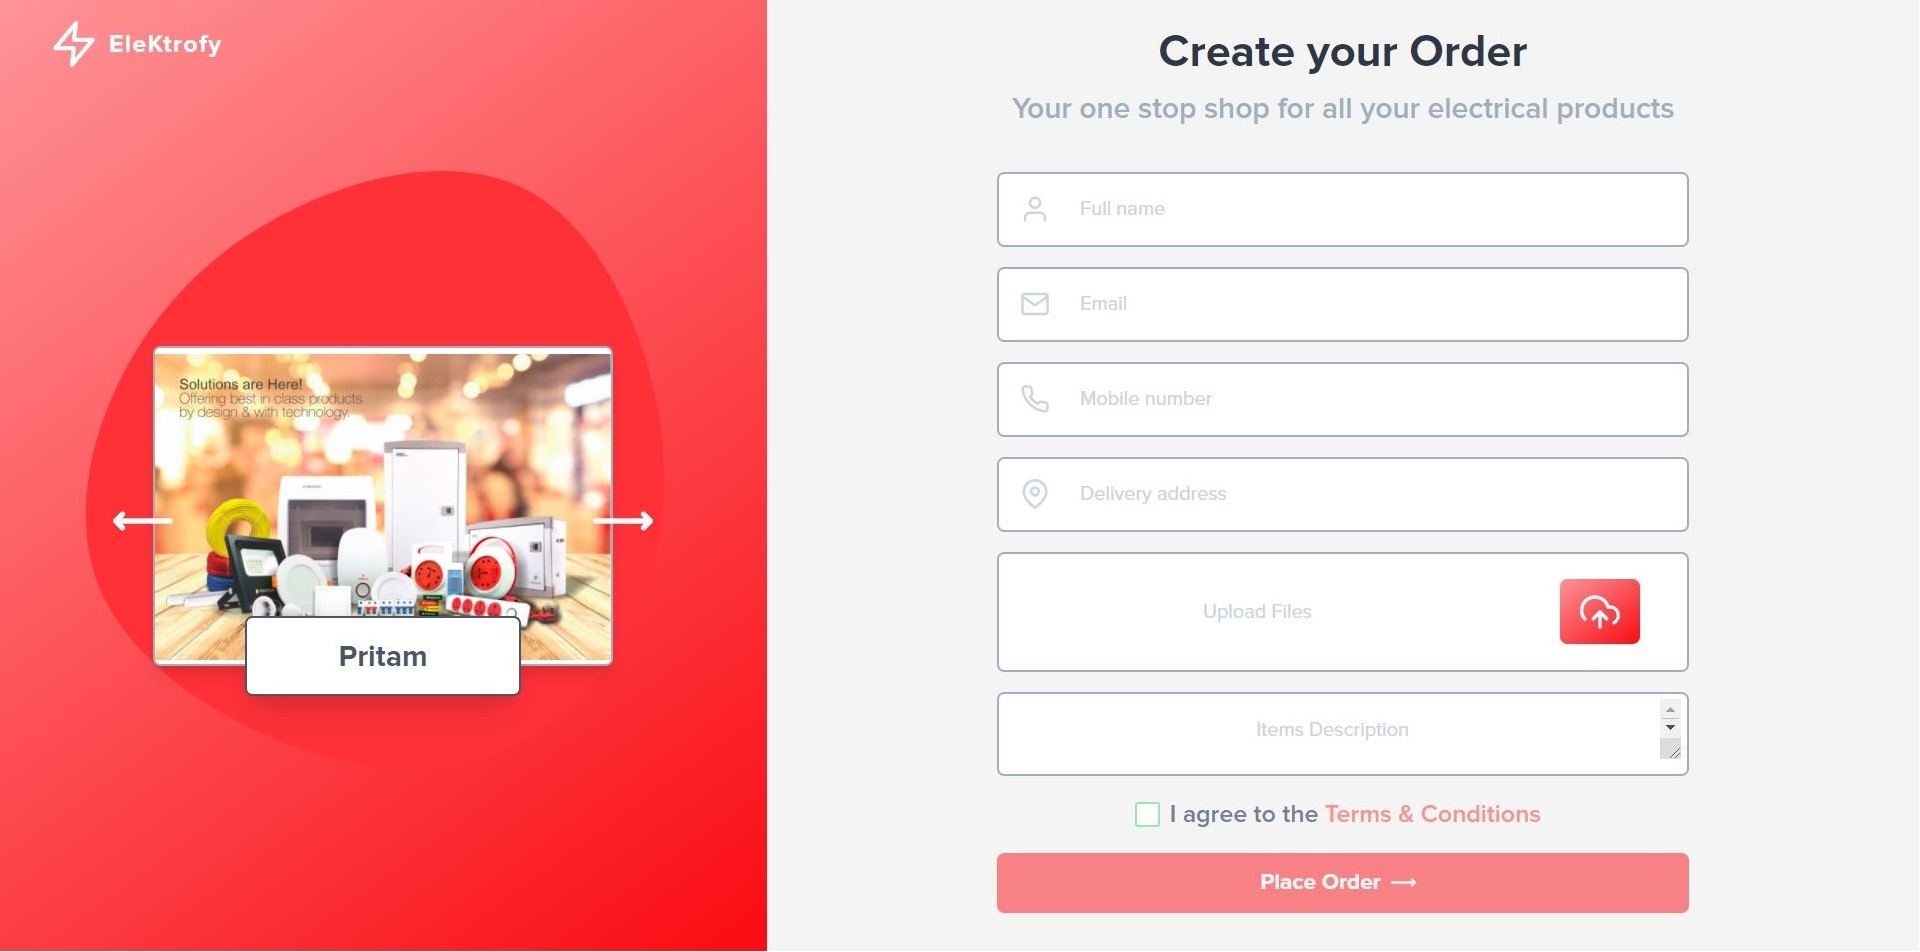 EleKtrofy
Solutions are Here!
Offering best in class products
by design & with technology.
Pritam
Create your Order
Your one stop shop for all your electrical products
Full name
Email
Mobile number
Delivery address
Upload Files
Items Description
I agree to the Terms & Conditions
Place Order ⟶